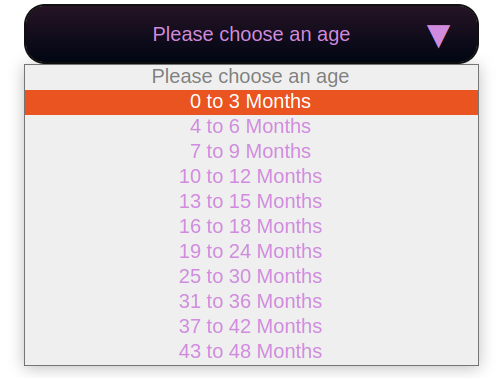 Please choose an age
Please choose an age
0 to 3 Months
4 to 6 Months
7 to 9 Months
10 to 12 Months
13 to 15 Months
16 to 18 Months
19 to 24 Months
25 to 30 Months
31 to 36 Months
37 to 42 Months
43 to 48 Months